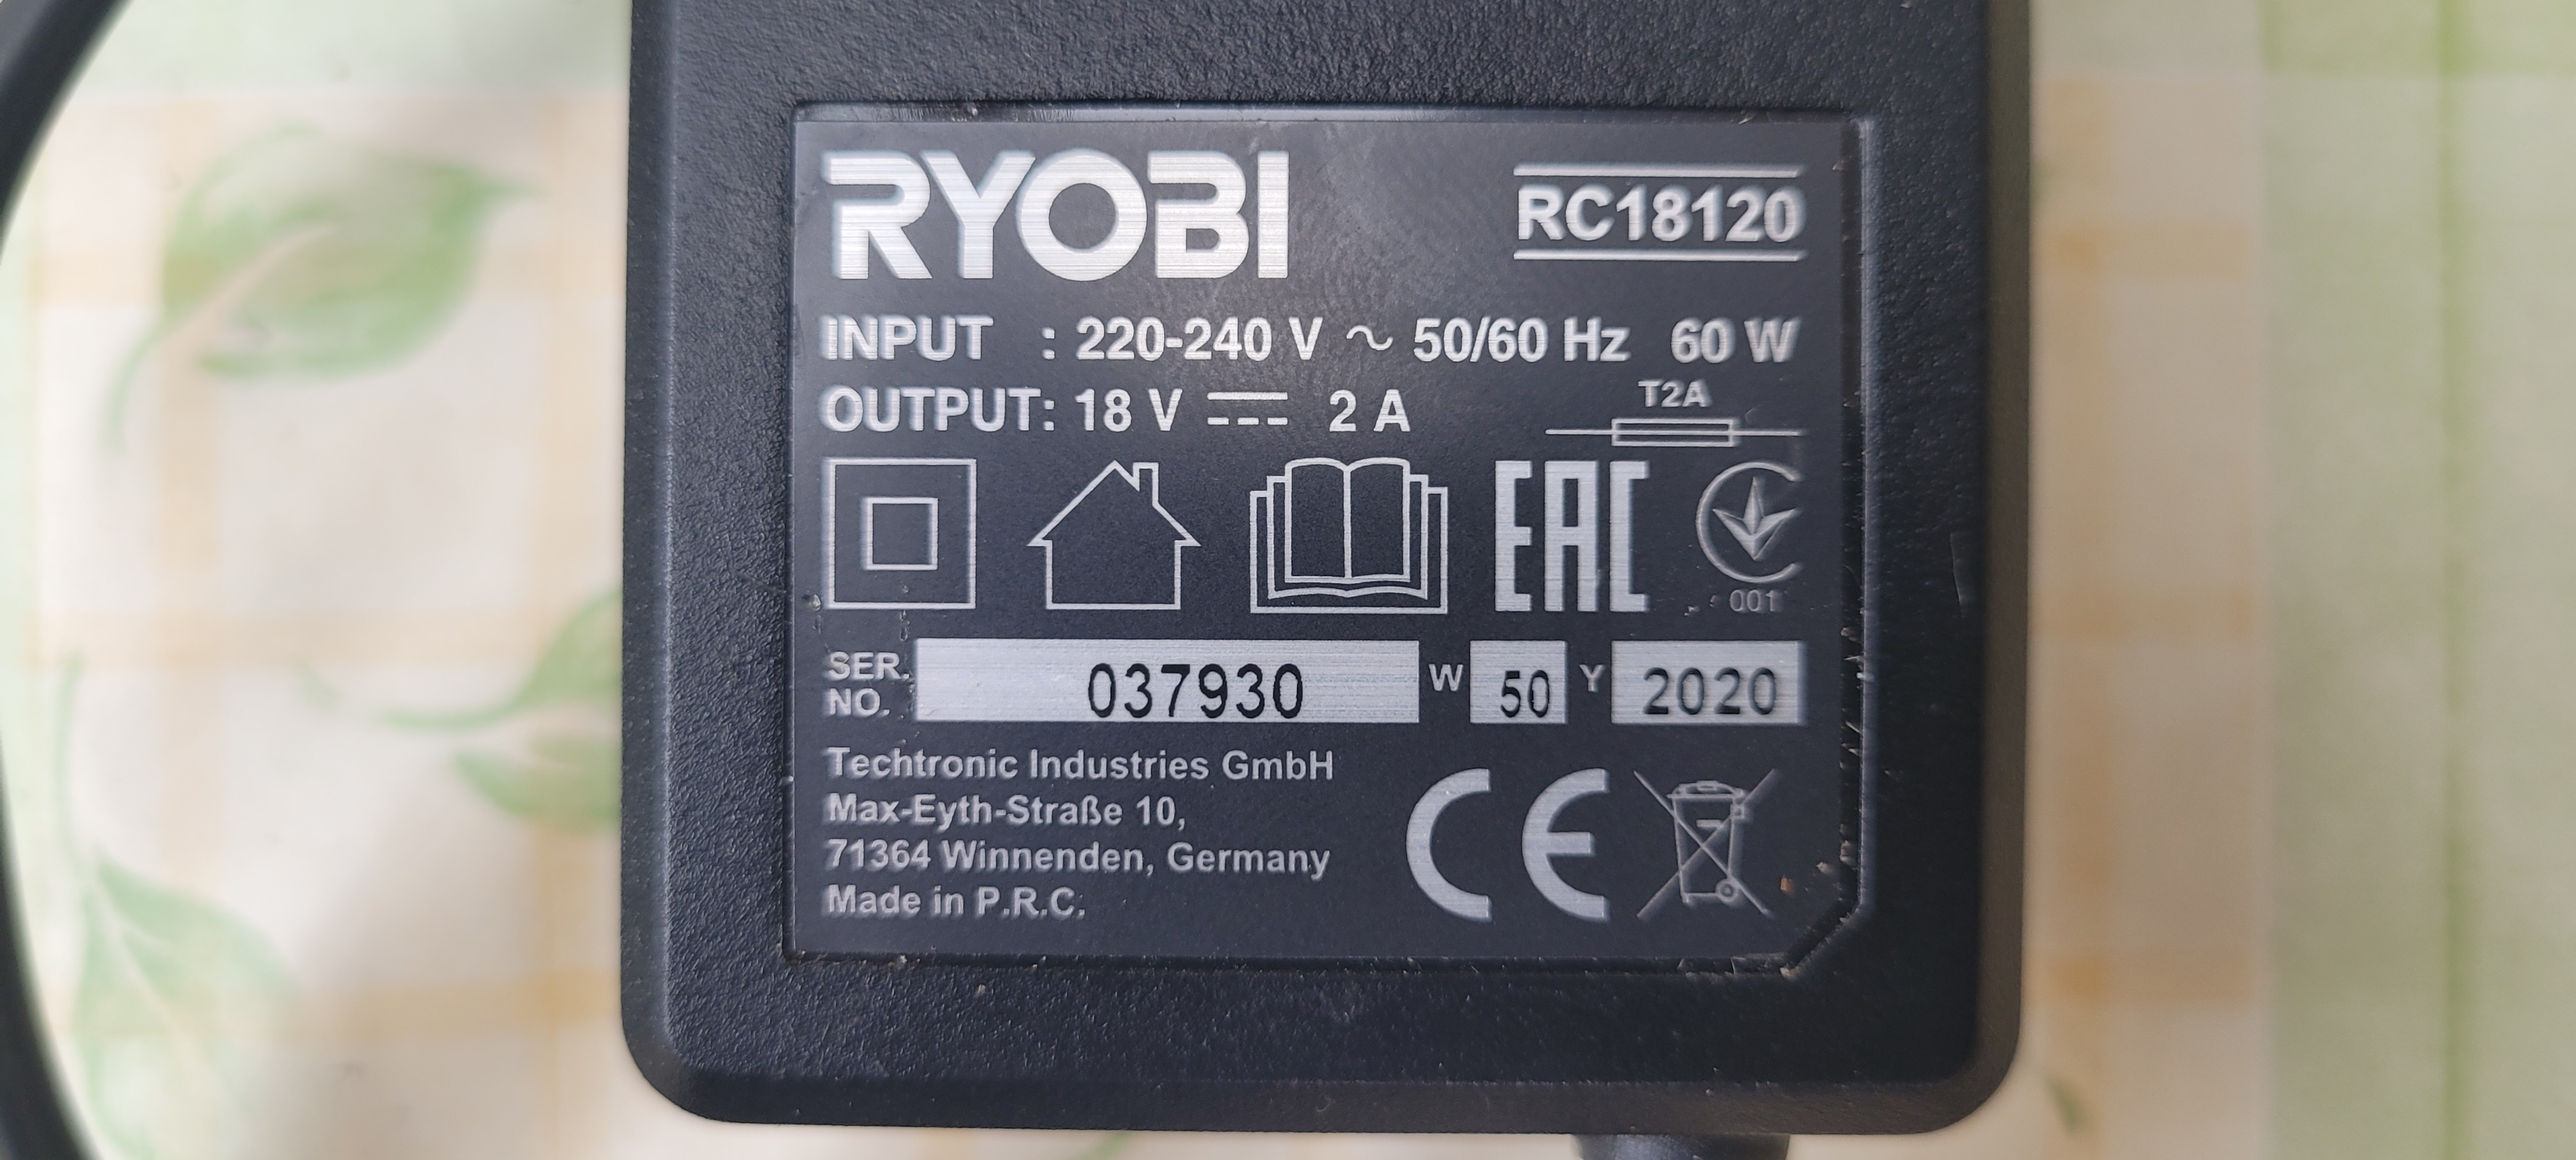 RYOBI RC18120
INPUT : 220-240 V ~ 50/60 Hz 60 W
OUTPUT: 18 V ⎓ 2 A T2A
EAC
001
SER. NO. 037930 W 50 Y 2020
Techtronic Industries GmbH
Max-Eyth-Straße 10,
71364 Winnenden, Germany
Made in P.R.C.
CE